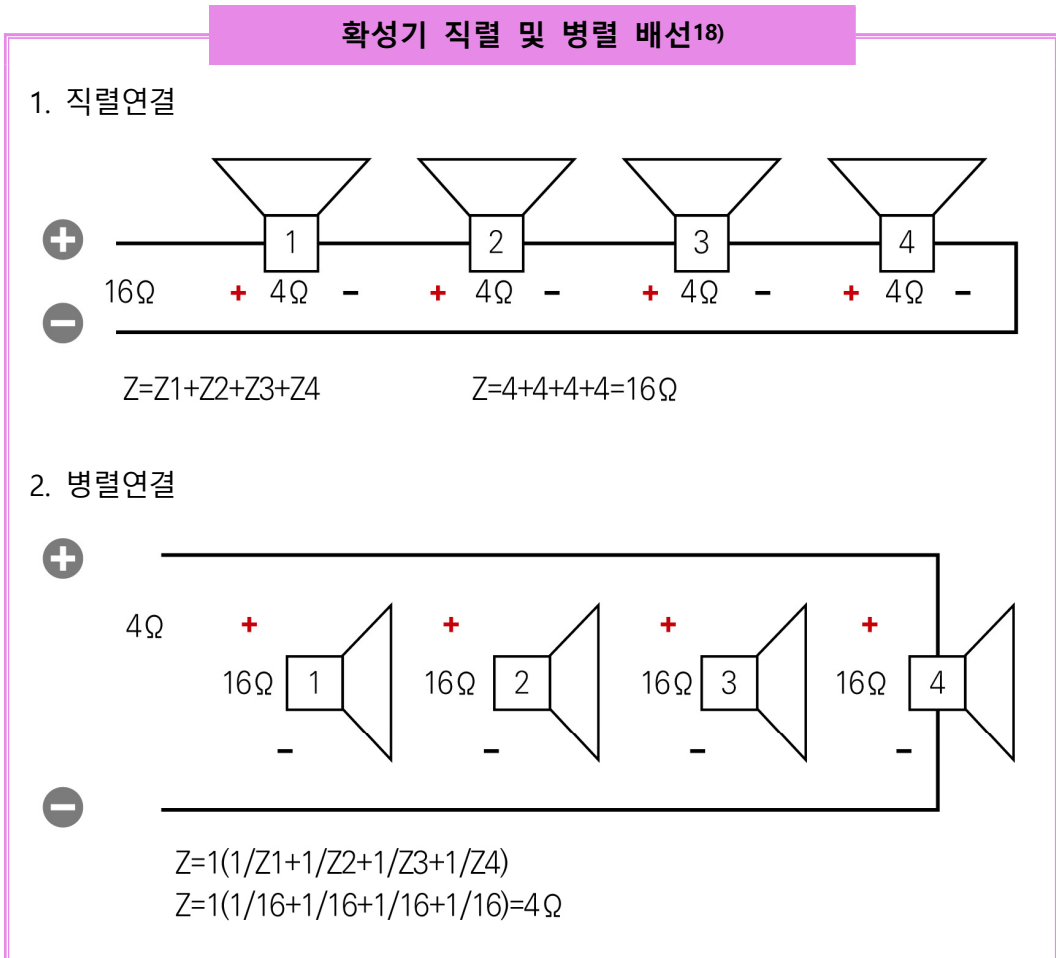 확성기 직렬 및 병렬 배선18)
1. 직렬연결
1 2 3 4
16Ω + 4Ω − + 4Ω − + 4Ω − + 4Ω −
Z=Z1+Z2+Z3+Z4 Z=4+4+4+4=16Ω
2. 병렬연결
4Ω + + + +
16Ω 1 16Ω 2 16Ω 3 16Ω 4
− − − −
Z=1(1/Z1+1/Z2+1/Z3+1/Z4)
Z=1(1/16+1/16+1/16+1/16)=4Ω